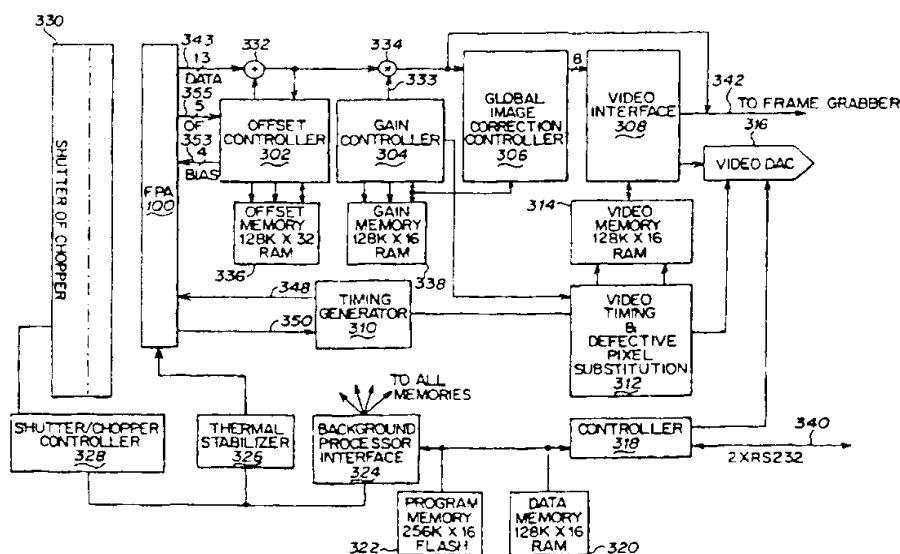 330
343
13
DATA
355
5
OF
353
4
BIAS
332
+
334
×
333
8
342
TO FRAME GRABBER
316
SHUTTER OF CHOPPER
FPA
100
OFFSET
CONTROLLER
302
GAIN
CONTROLLER
304
GLOBAL
IMAGE
CORRECTION
CONTROLLER
306
VIDEO
INTERFACE
308
VIDEO DAC
OFFSET
MEMORY
128K X 32
RAM
336
GAIN
MEMORY
128K X 16
RAM
338
314
VIDEO
MEMORY
128K X 16
RAM
348
350
TIMING
GENERATOR
310
VIDEO
TIMING
&
DEFECTIVE
PIXEL
SUBSTITUTION
312
TO ALL
MEMORIES
SHUTTER/CHOPPER
CONTROLLER
328
THERMAL
STABILIZER
326
BACKGROUND
PROCESSOR
INTERFACE
324
CONTROLLER
318
340
2XRS232
PROGRAM
MEMORY
256K X 16
FLASH
322
DATA
MEMORY
128K X 16
RAM
320